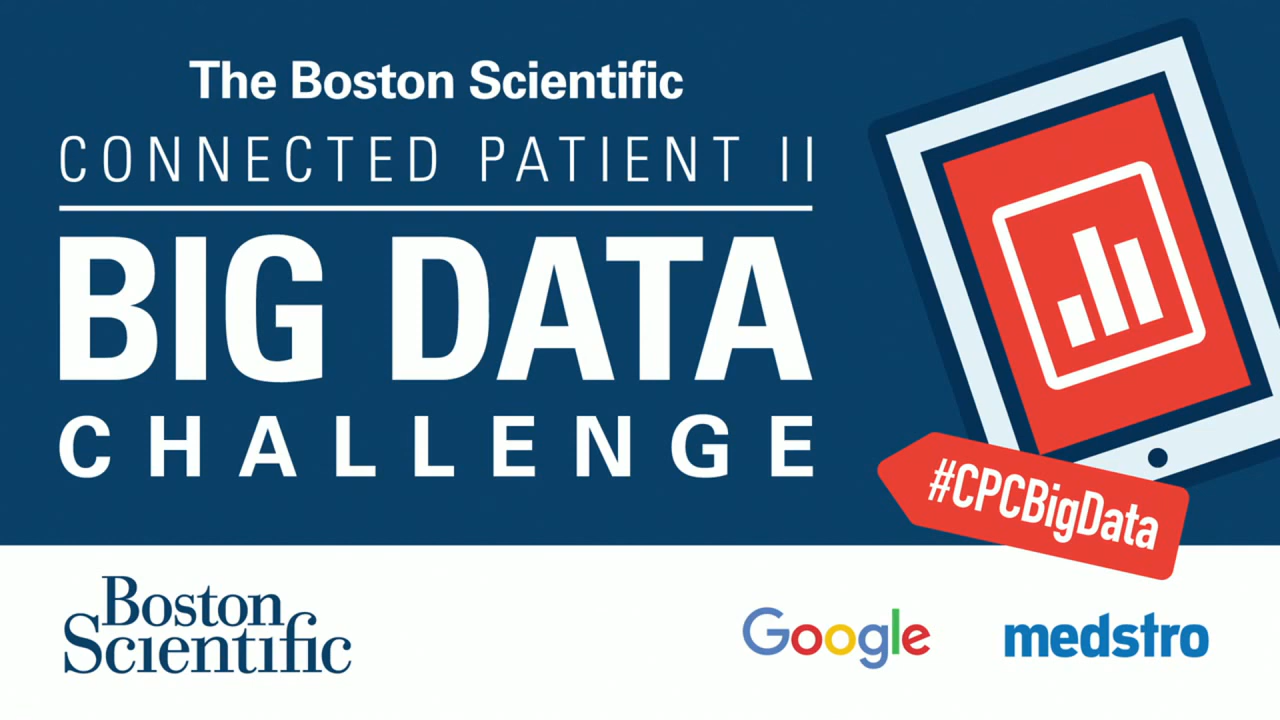 The Boston Scientific
CONNECTED PATIENT II
BIG DATA
CHALLENGE
#CPCBigData
Boston
Scientific
Google
medstro